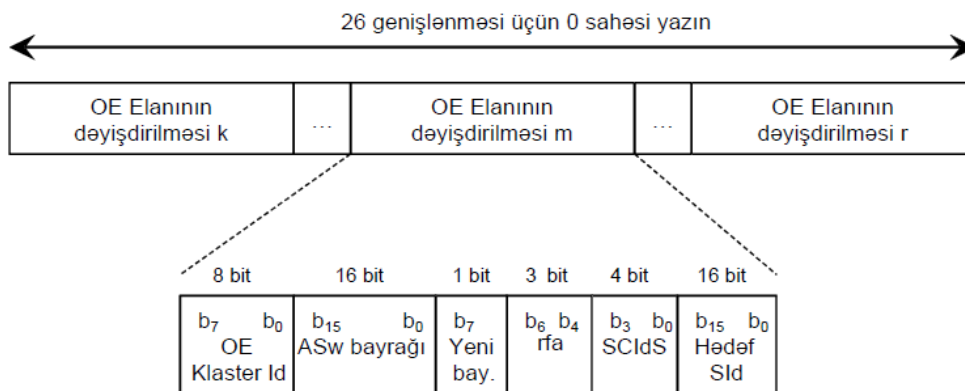 26 genişlənməsi üçün 0 sahəsi yazın
OE Elanının
dəyişdirilməsi k
...
OE Elanının
dəyişdirilməsi m
...
OE Elanının
dəyişdirilməsi r
8 bit
16 bit
1 bit
3 bit
4 bit
16 bit
b7 b0
OE
Klaster Id
b15 b0
ASw bayrağı
b7
Yeni
bay.
b6 b4
rfa
b3 b0
SCIdS
b15 b0
Hədəf
SId